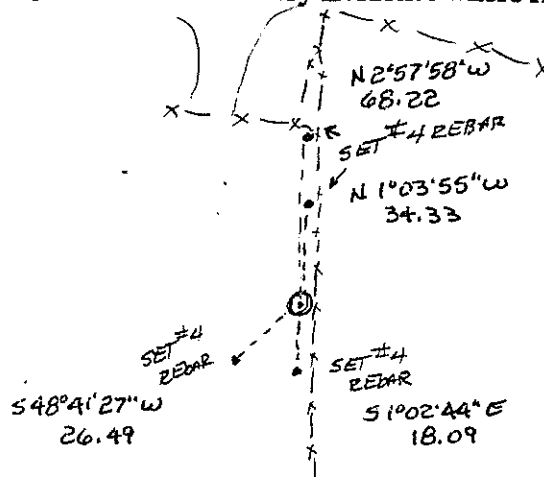 N 2°57'58" W
68.22
SET #4 REBAR
N 1°03'55" W
34.33
SET #4
REBAR
S 48°41'27" W
26.49
SET #4
REBAR
S 1°02'44" E
18.09